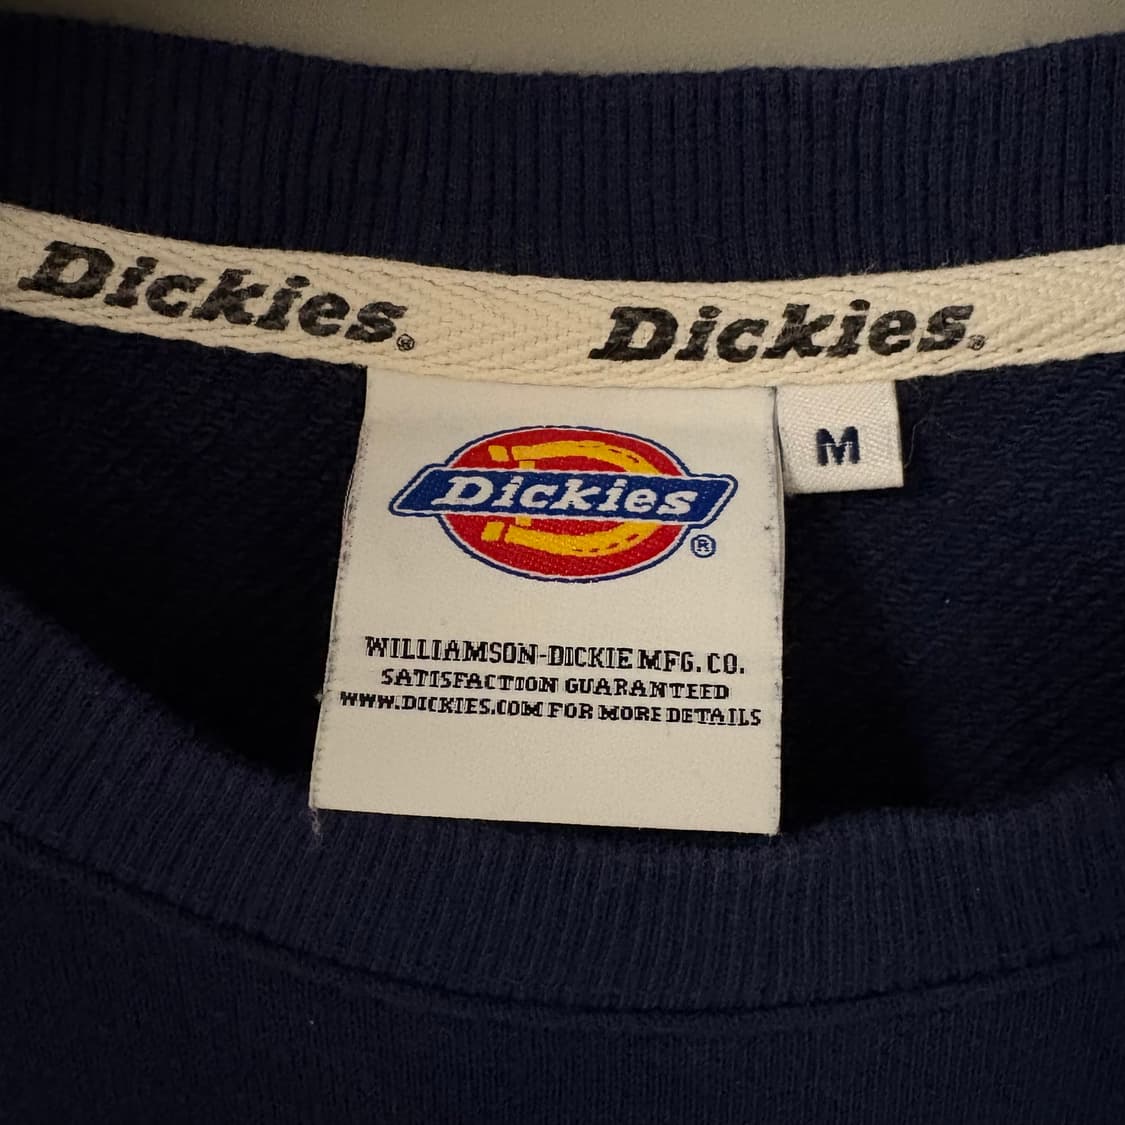 Dickies® Dickies®
M
Dickies®
WILLIAMSON-DICKIE MFG. CO.
SATISFACTION GUARANTEED
WWW.DICKIES.COM FOR MORE DETAILS